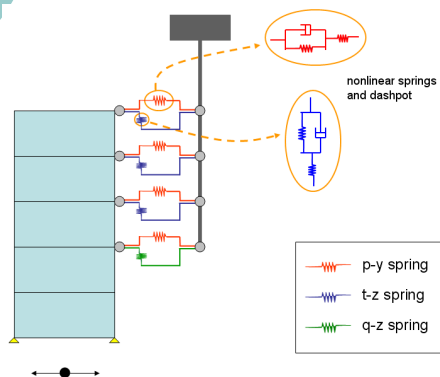 nonlinear springs
and dashpot
p-y spring
t-z spring
q-z spring